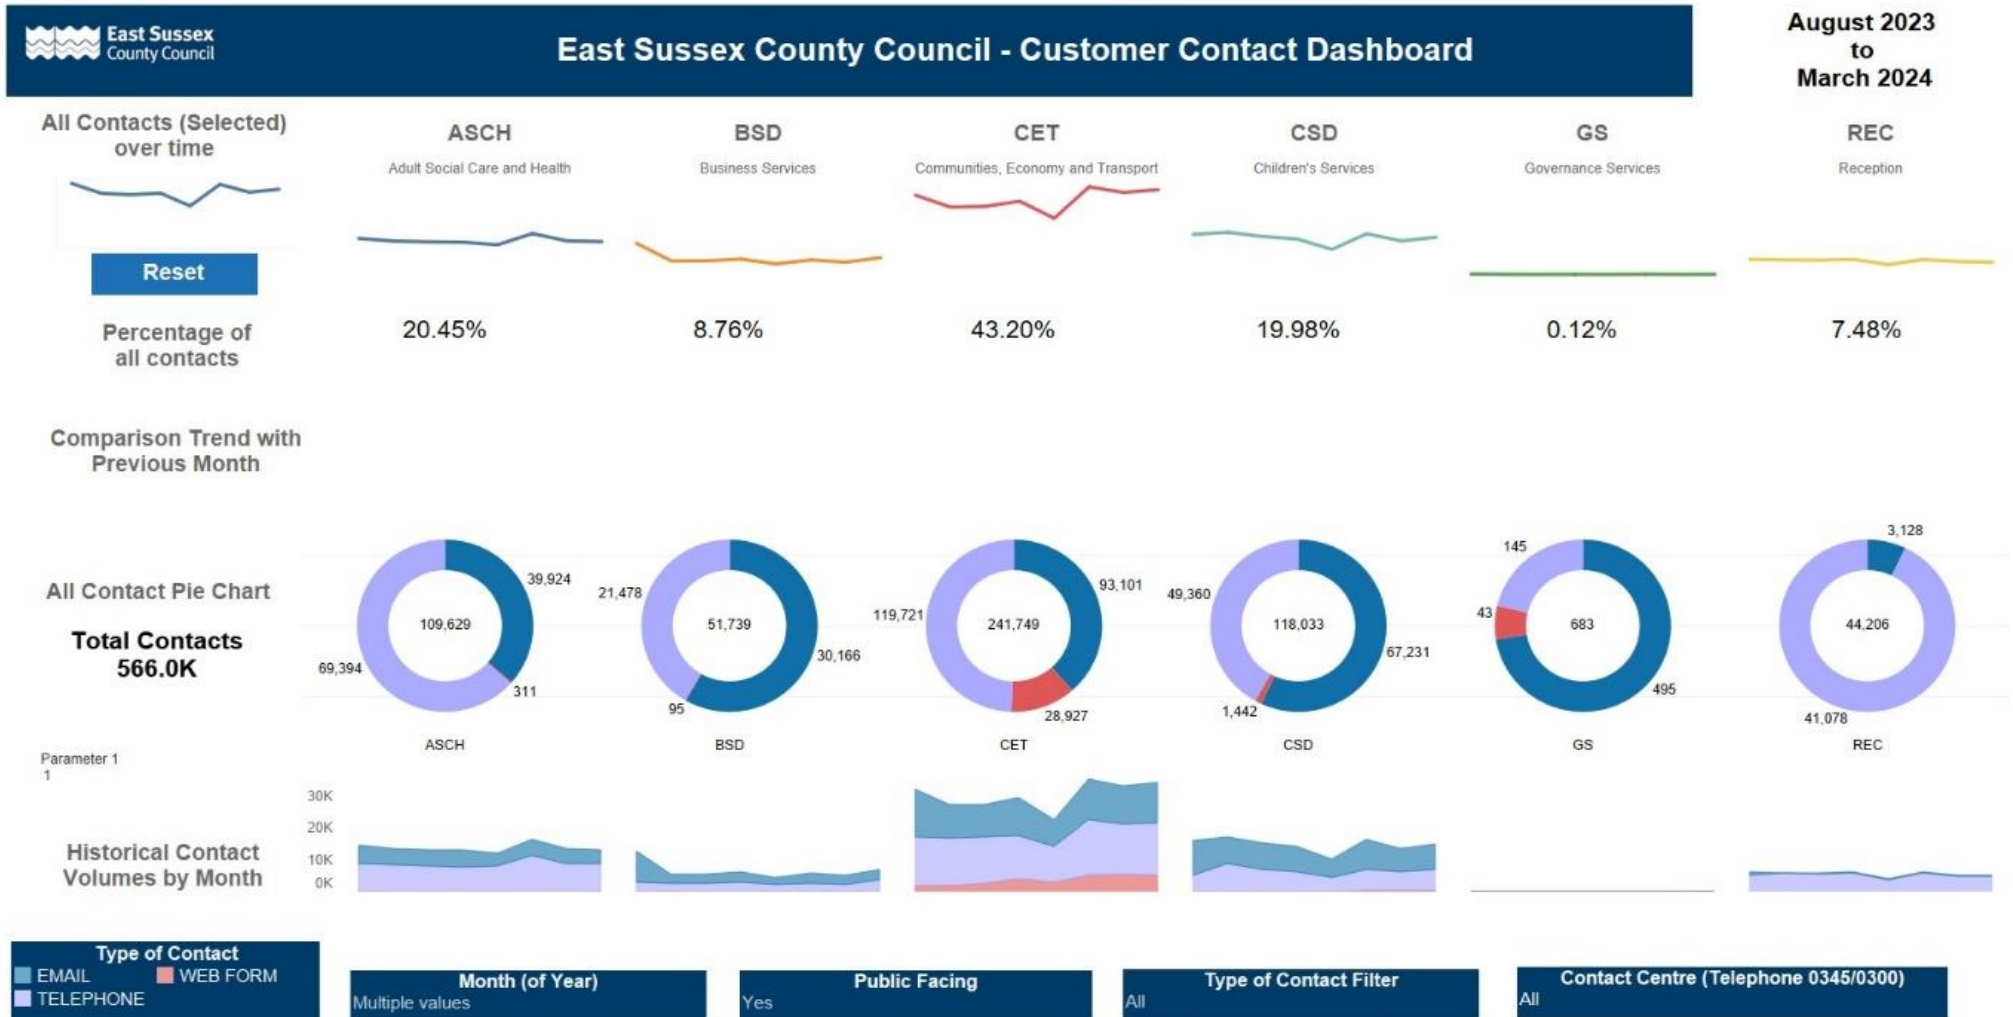 East Sussex
County Council
East Sussex County Council - Customer Contact Dashboard
August 2023
to
March 2024
All Contacts (Selected)
over time
Reset
ASCH
Adult Social Care and Health
BSD
Business Services
CET
Communities, Economy and Transport
CSD
Children's Services
GS
Governance Services
REC
Reception
Percentage of
all contacts
20.45%
8.76%
43.20%
19.98%
0.12%
7.48%
Comparison Trend with
Previous Month
All Contact Pie Chart
Total Contacts
566.0K
39,924
109,629
69,394
311
ASCH
21,478
51,739
30,166
95
BSD
93,101
119,721
241,749
28,927
CET
49,360
118,033
67,231
1,442
CSD
145
43
683
495
GS
3,128
44,206
41,078
REC
Parameter 1
1
Historical Contact
Volumes by Month
30K
20K
10K
0K
Type of Contact
EMAIL
WEB FORM
TELEPHONE
Month (of Year)
Multiple values
Public Facing
Yes
Type of Contact Filter
All
Contact Centre (Telephone 0345/0300)
All